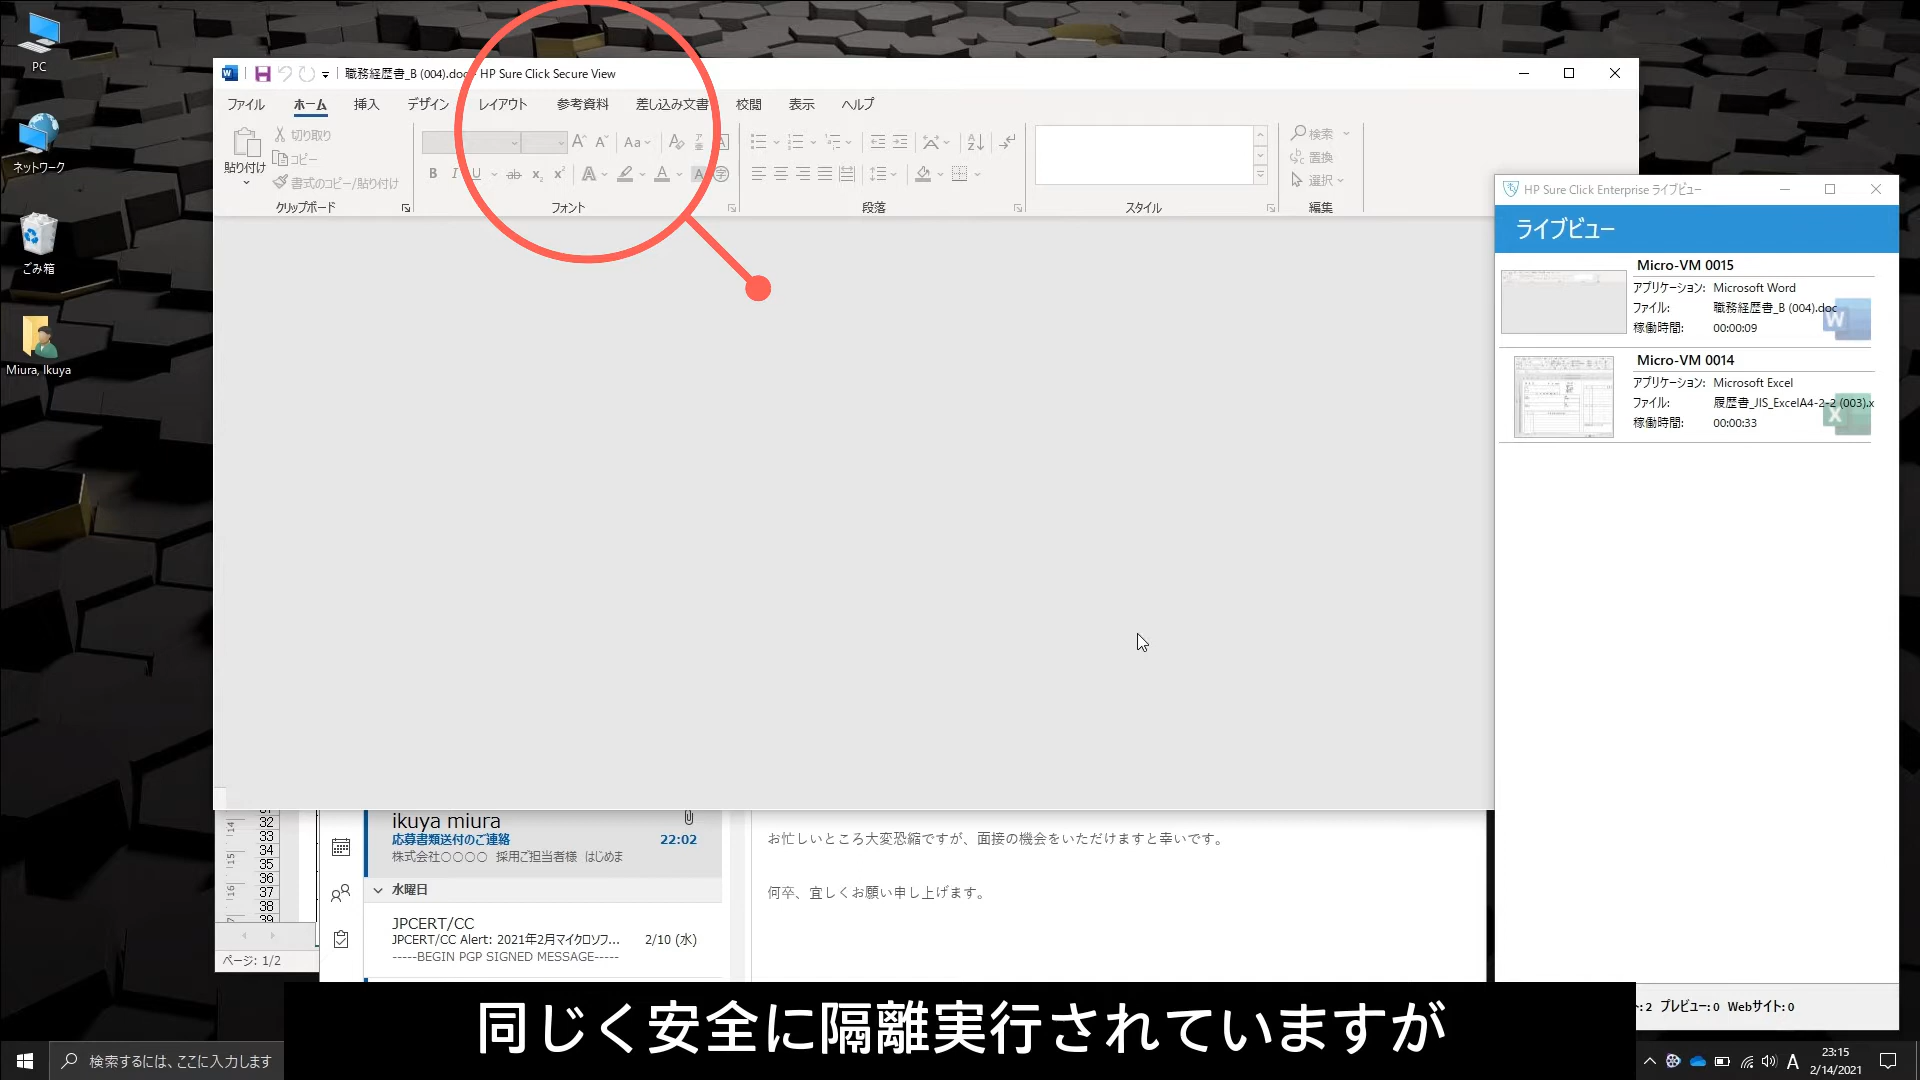 PC
ネットワーク
ごみ箱
Miura, Ikuya
職務経歴書_B (004).doc - HP Sure Click Secure View
ファイル ホーム 挿入 デザイン レイアウト 参考資料 差し込み文書 校閲 表示 ヘルプ
貼り付け
切り取り
コピー
書式のコピー/貼り付け
クリップボード
フォント
段落
スタイル
検索
置換
選択
編集
HP Sure Click Enterprise ライブビュー
ライブビュー
Micro-VM 0015
アプリケーション: Microsoft Word
ファイル: 職務経歴書_B (004).doc
稼働時間: 00:00:09
Micro-VM 0014
アプリケーション: Microsoft Excel
ファイル: 履歴書_JIS_ExcelA4-2-2 (003).x
稼働時間: 00:00:33
: 2 プレビュー: 0 Webサイト: 0
32
33
34
35
36
37
38
39
14
15
16
ページ: 1/2
ikuya miura
応募書類送付のご連絡 22:02
株式会社○○○○ 採用ご担当者様 はじめま
水曜日
JPCERT/CC
JPCERT/CC Alert: 2021年2月マイクロソフ... 2/10 (水)
-----BEGIN PGP SIGNED MESSAGE-----
お忙しいところ大変恐縮ですが、面接の機会をいただけますと幸いです。
何卒、宜しくお願い申し上げます。
同じく安全に隔離実行されていますが
検索するには、ここに入力します
A
23:15
2/14/2021